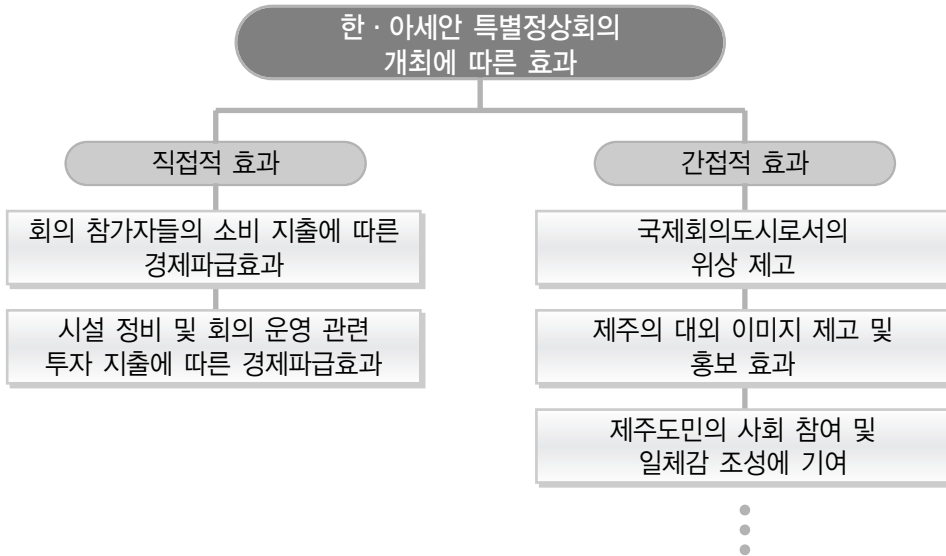 한 · 아세안 특별정상회의
개최에 따른 효과
직접적 효과
회의 참가자들의 소비 지출에 따른
경제파급효과
시설 정비 및 회의 운영 관련
투자 지출에 따른 경제파급효과
간접적 효과
국제회의도시로서의
위상 제고
제주의 대외 이미지 제고 및
홍보 효과
제주도민의 사회 참여 및
일체감 조성에 기여